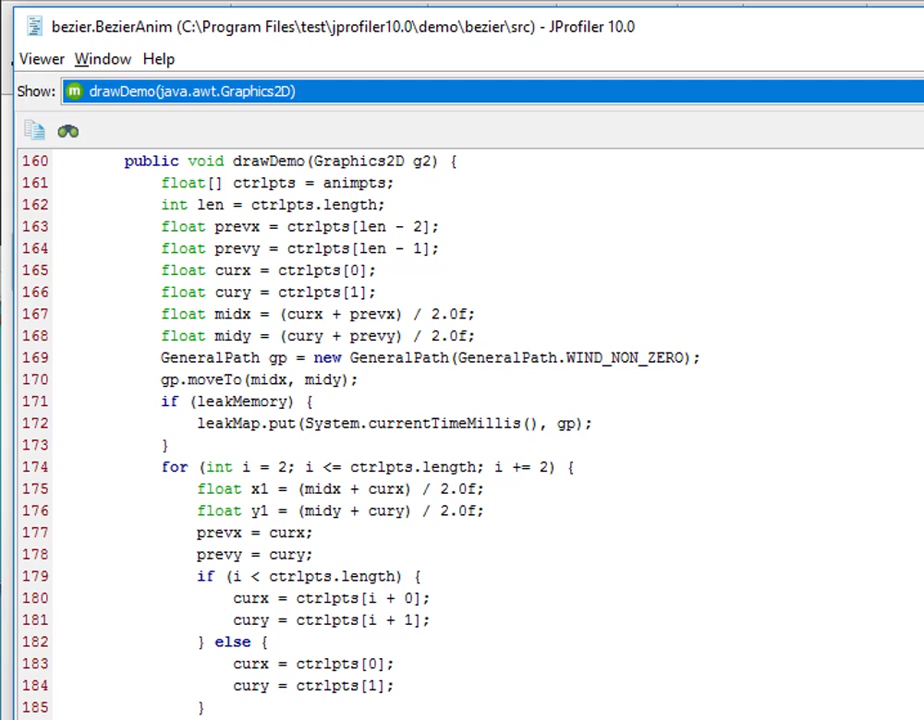 bezier.BezierAnim (C:\Program Files\test\jprofiler10.0\demo\bezier\src) - JProfiler 10.0
Viewer Window Help
Show: m drawDemo(java.awt.Graphics2D)
160 public void drawDemo(Graphics2D g2) {
161 float[] ctrlpts = animpts;
162 int len = ctrlpts.length;
163 float prevx = ctrlpts[len - 2];
164 float prevy = ctrlpts[len - 1];
165 float curx = ctrlpts[0];
166 float cury = ctrlpts[1];
167 float midx = (curx + prevx) / 2.0f;
168 float midy = (cury + prevy) / 2.0f;
169 GeneralPath gp = new GeneralPath(GeneralPath.WIND_NON_ZERO);
170 gp.moveTo(midx, midy);
171 if (leakMemory) {
172 leakMap.put(System.currentTimeMillis(), gp);
173 }
174 for (int i = 2; i <= ctrlpts.length; i += 2) {
175 float x1 = (midx + curx) / 2.0f;
176 float y1 = (midy + cury) / 2.0f;
177 prevx = curx;
178 prevy = cury;
179 if (i < ctrlpts.length) {
180 curx = ctrlpts[i + 0];
181 cury = ctrlpts[i + 1];
182 } else {
183 curx = ctrlpts[0];
184 cury = ctrlpts[1];
185 }